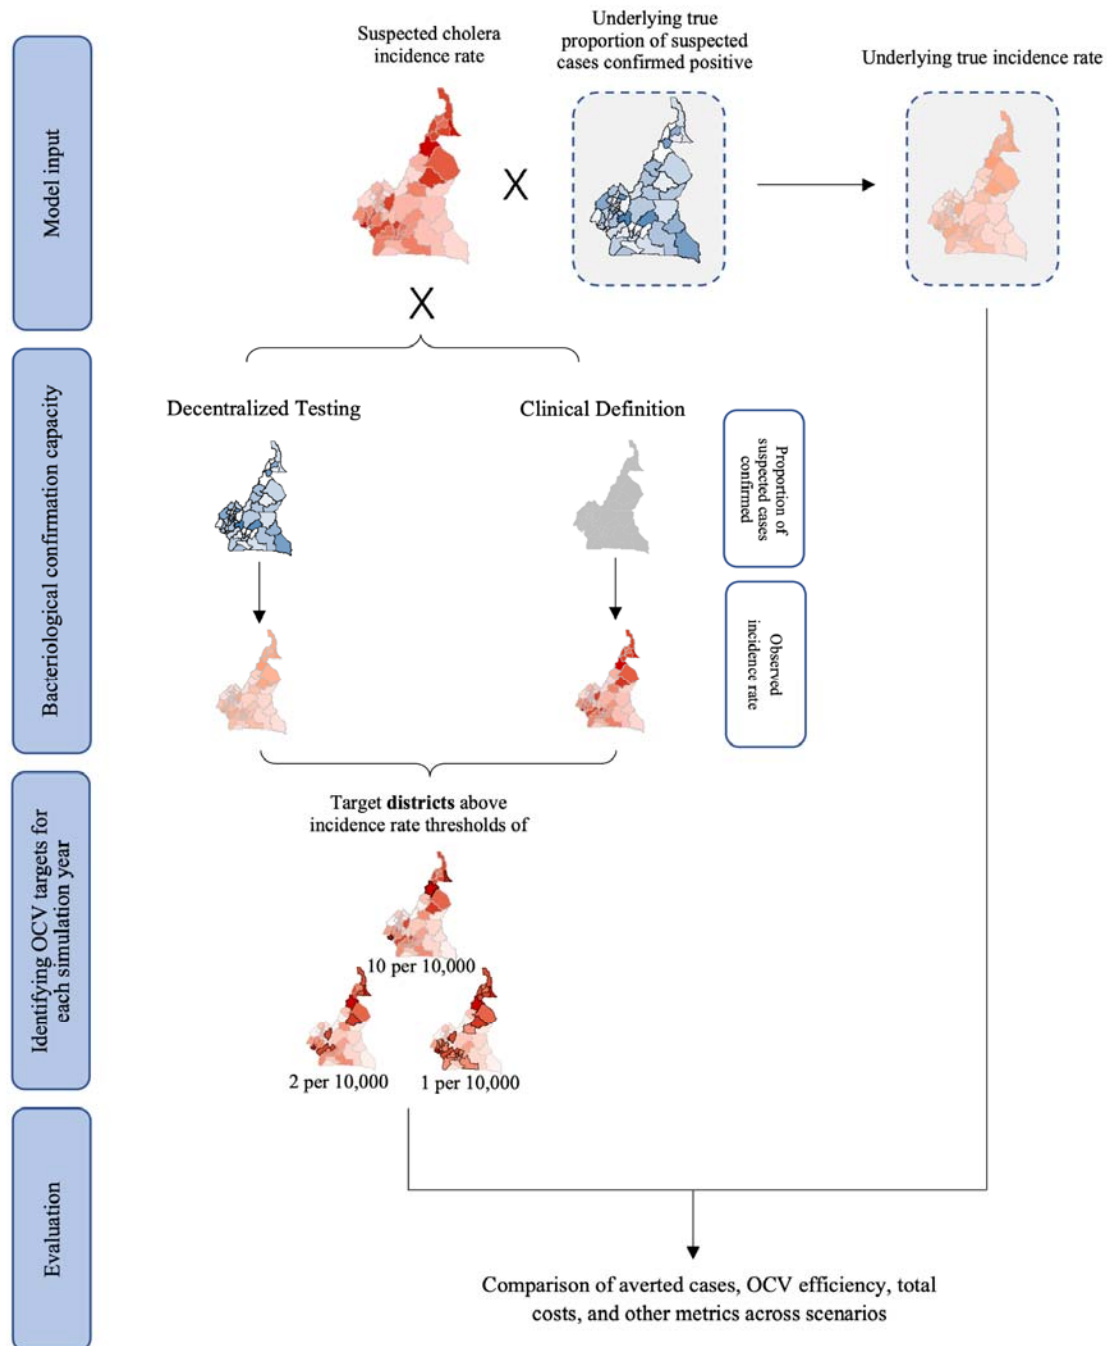 Model input
Suspected cholera
incidence rate
X
Underlying true
proportion of suspected
cases confirmed positive
Underlying true incidence rate
X
Bacteriological confirmation capacity
Decentralized Testing
Clinical Definition
Proportion of
suspected cases
confirmed
Observed
incidence rate
Identifying OCV targets for
each simulation year
Target districts above
incidence rate thresholds of
10 per 10,000
2 per 10,000
1 per 10,000
Evaluation
Comparison of averted cases, OCV efficiency, total
costs, and other metrics across scenarios